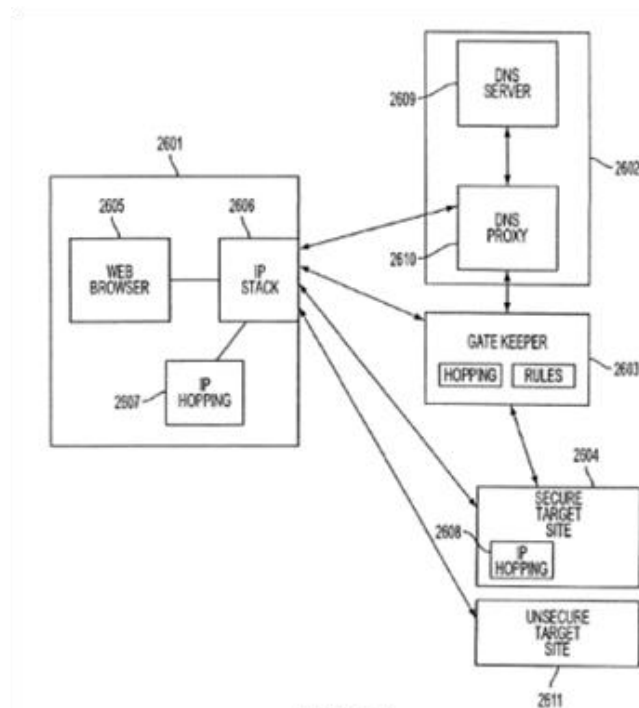 2601
2605
WEB
BROWSER
2606
IP
STACK
2607
IP
HOPPING
2609
DNS
SERVER
2602
2610
DNS
PROXY
GATE KEEPER
HOPPING
RULES
2603
2604
SECURE
TARGET
SITE
2608
IP
HOPPING
UNSECURE
TARGET
SITE
2611